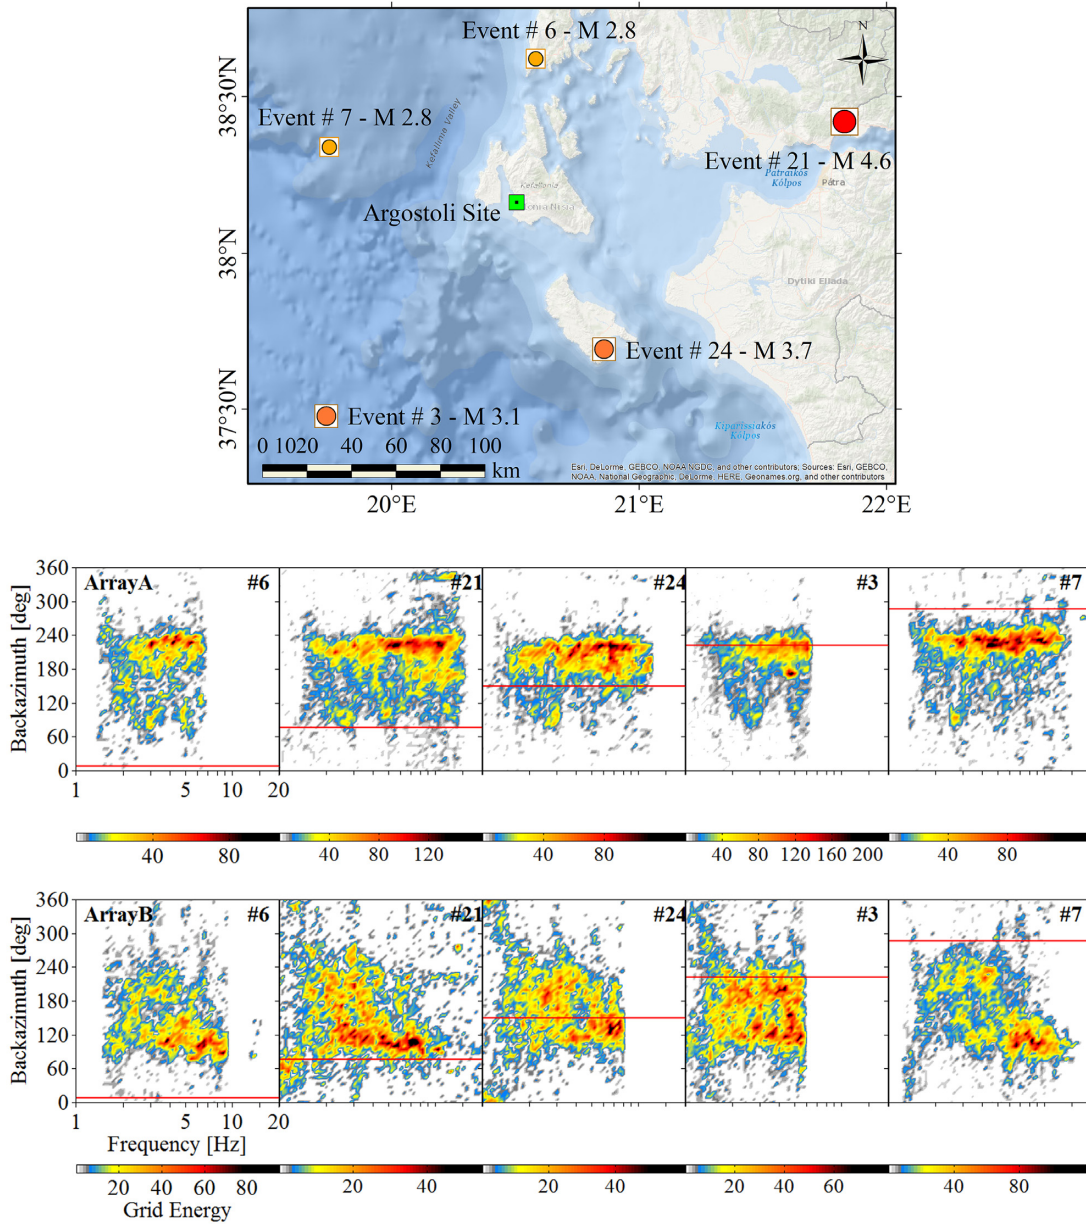 Event # 6 - M 2.8
N
38°30'N
Event # 7 - M 2.8
Kefallinia Valley
Event # 21 - M 4.6
Patraikós
Kólpos
Pátra
Kefallonia
Argostoli Site
38°N
Dytiki Ellada
Event # 24 - M 3.7
37°30'N
Event # 3 - M 3.1
Kiparissiakós
Kólpos
0 1020 40 60 80 100
km
Esri, DeLorme, GEBCO, NOAA NGDC, and other contributors; Sources: Esri, GEBCO,
NOAA, National Geographic, DeLorme, HERE, Geonames.org, and other contributors
20°E 21°E 22°E
Backazimuth [deg]
360
300
240
180
120
60
0
ArrayA #6 #21 #24 #3 #7
1 5 10 20
40 80 40 80 120 40 80 40 80 120 160 200 40 80
Backazimuth [deg]
360
300
240
180
120
60
0
ArrayB #6 #21 #24 #3 #7
1 5 10 20
Frequency [Hz]
20 40 60 80 20 40 20 40 20 40 60 40 80
Grid Energy